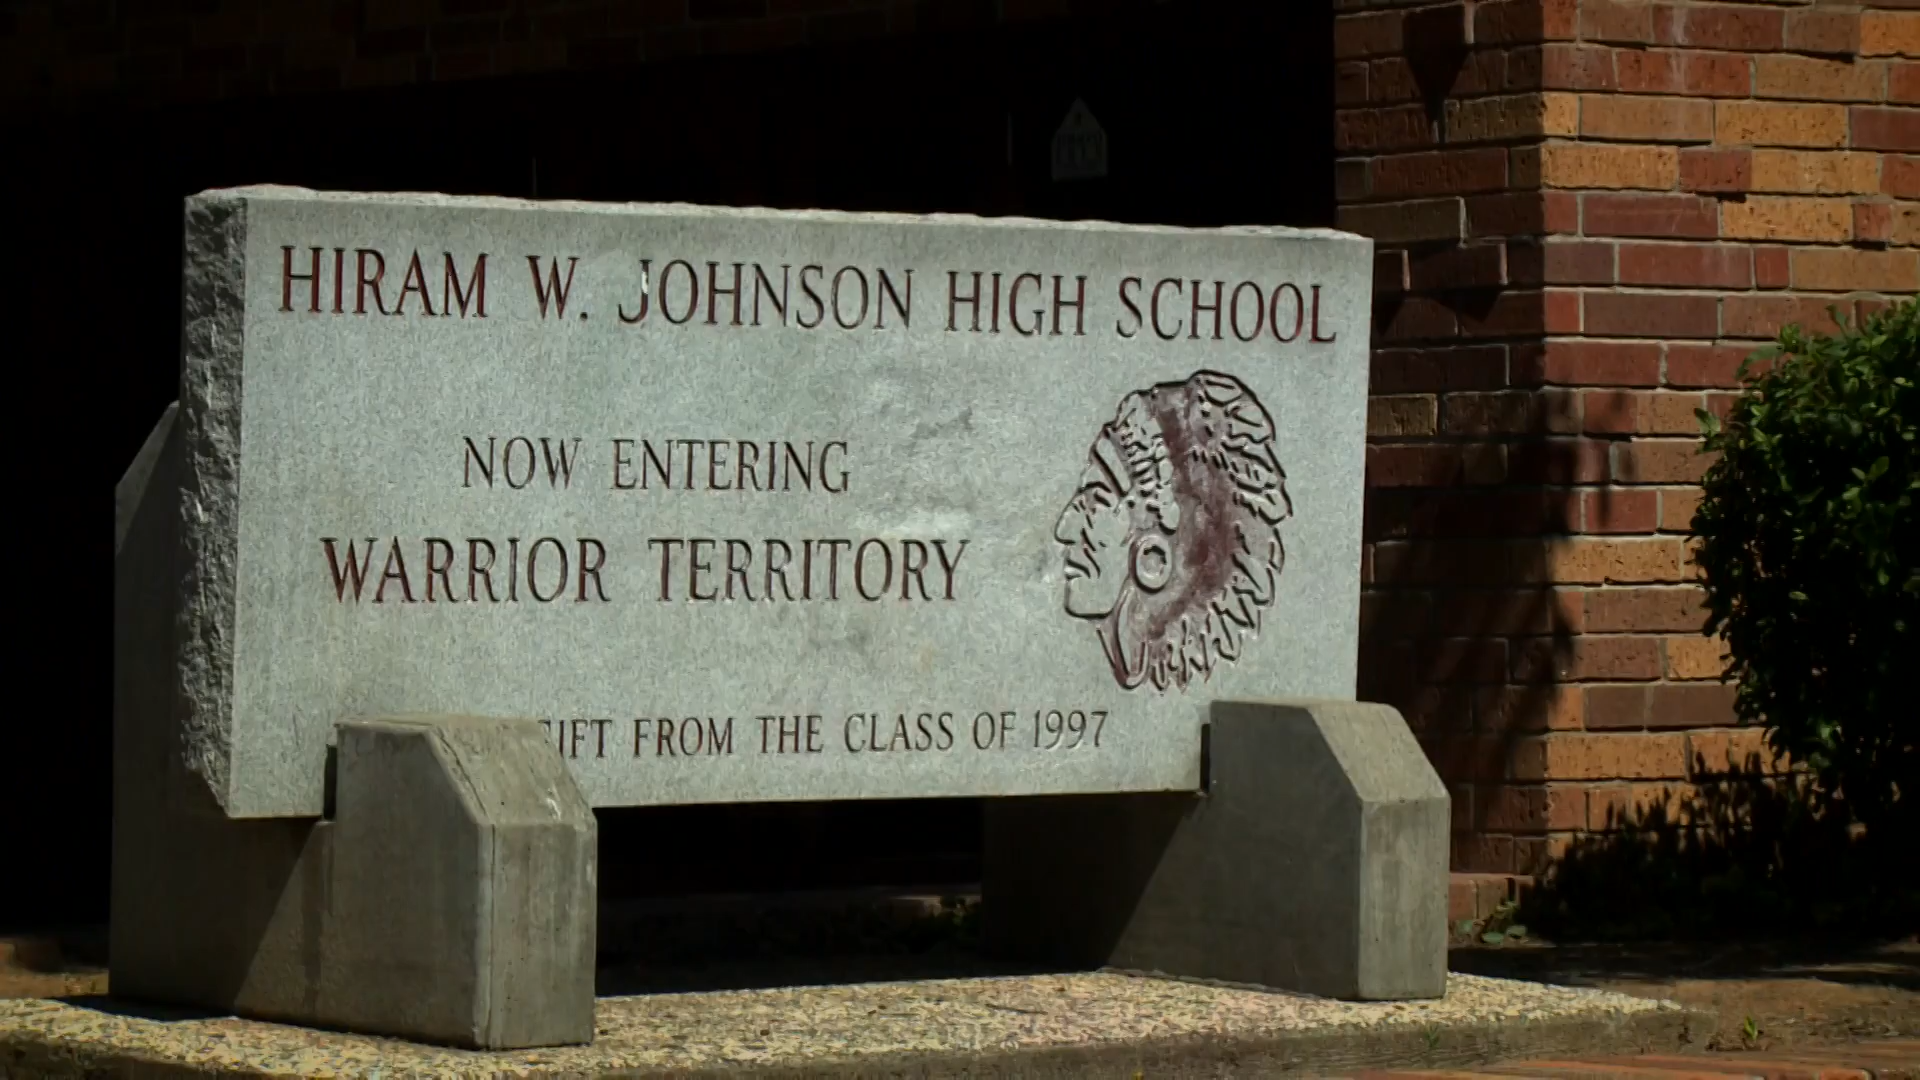 HIRAM W. JOHNSON HIGH SCHOOL
NOW ENTERING
WARRIOR TERRITORY
FROM THE CLASS OF 1997